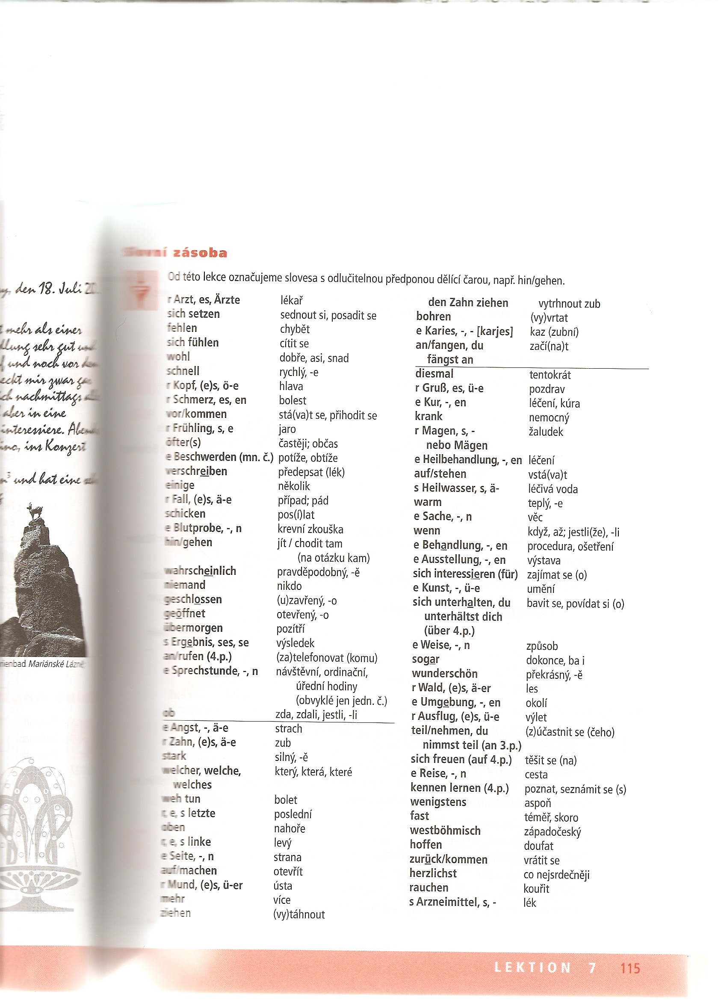 den 18. Juli
mehr als einer
sehr gut und
und noch vor
mir zwar
nachmittags
aber in eine
interessiere.
ins Konzert
und hat eine
Mariánské Lázně
Slovní zásoba
Od této lekce označujeme slovesa s odlučitelnou předponou dělící čarou, např. hin/gehen.
r Arzt, es, Ärzte lékař
sich setzen sednout si, posadit se
fehlen chybět
sich fühlen cítit se
wohl dobře, asi, snad
schnell rychlý, -e
r Kopf, (e)s, ö-e hlava
r Schmerz, es, en bolest
vor/kommen stá(va)t se, přihodit se
r Frühling, s, e jaro
öfter(s) častěji; občas
e Beschwerden (mn. č.) potíže, obtíže
verschreiben předepsat (lék)
einige několik
r Fall, (e)s, ä-e případ; pád
schicken pos(í)lat
e Blutprobe, -, n krevní zkouška
hin/gehen jít / chodit tam
(na otázku kam)
wahrscheinlich pravděpodobný, -ě
niemand nikdo
geschlossen (u)zavřený, -o
geöffnet otevřený, -o
übermorgen pozítří
s Ergebnis, ses, se výsledek
an/rufen (4.p.) (za)telefonovat (komu)
e Sprechstunde, -, n návštěvní, ordinační,
úřední hodiny
(obvyklé jen jedn. č.)
ob zda, zdali, jestli, -li
e Angst, -, ä-e strach
r Zahn, (e)s, ä-e zub
stark silný, -ě
welcher, welche, který, která, které
welches
weh tun bolet
r, e, s letzte poslední
oben nahoře
r, e, s linke levý
e Seite, -, n strana
auf/machen otevřít
r Mund, (e)s, ü-er ústa
mehr více
ziehen (vy)táhnout
den Zahn ziehen vytrhnout zub
bohren (vy)vrtat
e Karies, -, - [karjes] kaz (zubní)
an/fangen, du začí(na)t
fängst an
diesmal tentokrát
r Gruß, es, ü-e pozdrav
e Kur, -, en léčení, kúra
krank nemocný
r Magen, s, - žaludek
nebo Mägen
e Heilbehandlung, -, en léčení
auf/stehen vstá(va)t
s Heilwasser, s, ä- léčivá voda
warm teplý, -e
e Sache, -, n věc
wenn když, až; jestli(že), -li
e Behandlung, -, en procedura, ošetření
e Ausstellung, -, en výstava
sich interessieren (für) zajímat se (o)
e Kunst, -, ü-e umění
sich unterhalten, du bavit se, povídat si (o)
unterhältst dich
(über 4.p.)
e Weise, -, n způsob
sogar dokonce, ba i
wunderschön překrásný, -ě
r Wald, (e)s, ä-er les
e Umgebung, -, en okolí
r Ausflug, (e)s, ü-e výlet
teil/nehmen, du (z)účastnit se (čeho)
nimmst teil (an 3.p.)
sich freuen (auf 4.p.) těšit se (na)
e Reise, -, n cesta
kennen lernen (4.p.) poznat, seznámit se (s)
wenigstens aspoň
fast téměř, skoro
westböhmisch západočeský
hoffen doufat
zurück/kommen vrátit se
herzlichst co nejsrdečněji
rauchen kouřit
s Arzneimittel, s, - lék
LEKTION 7 115